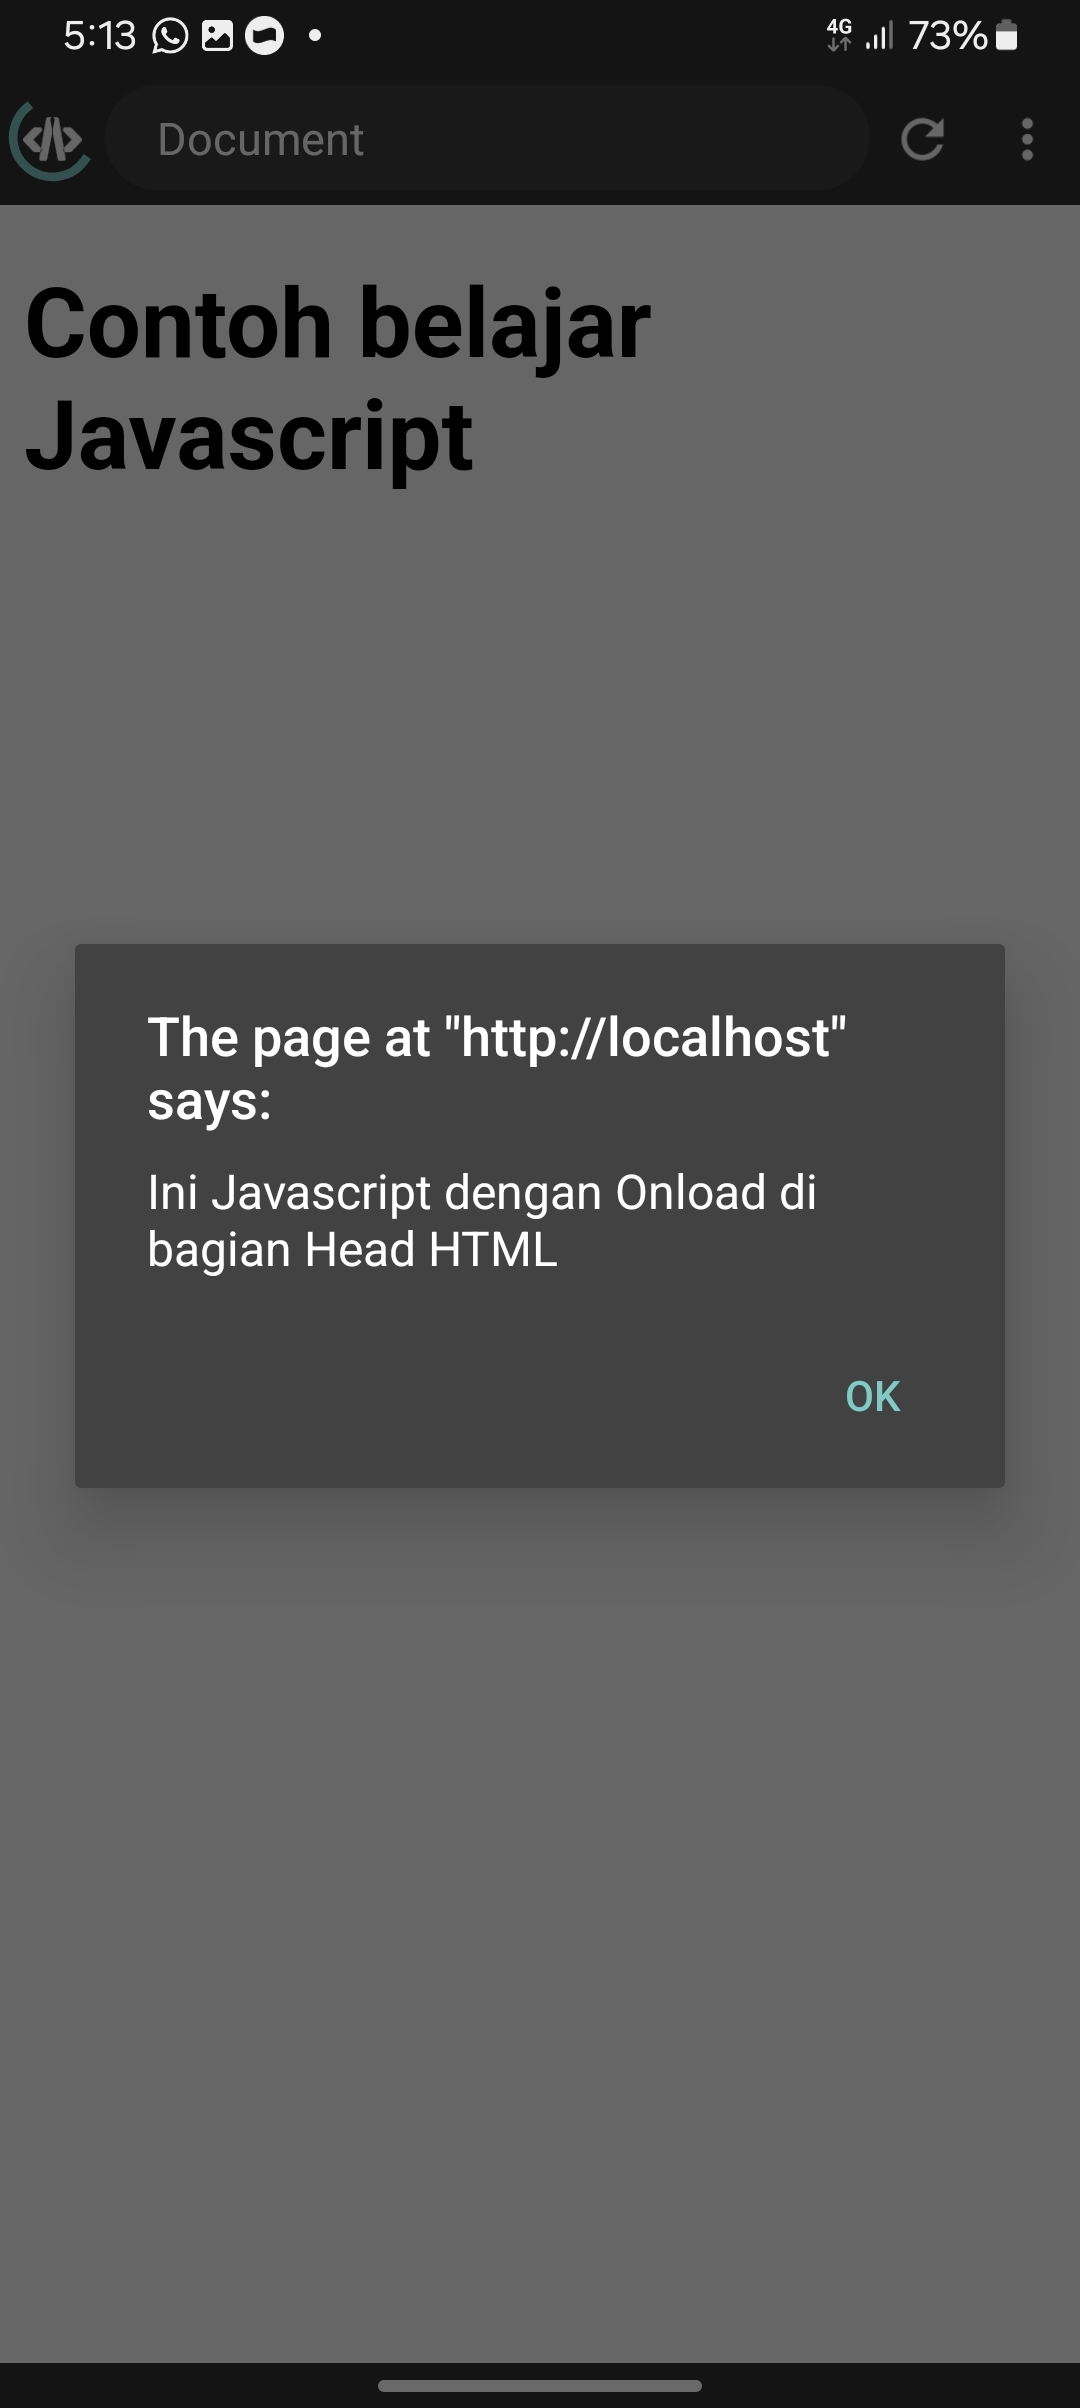 5:13
4G
73%
Document
Contoh belajar
Javascript
The page at "http://localhost"
says:
Ini Javascript dengan Onload di
bagian Head HTML
OK